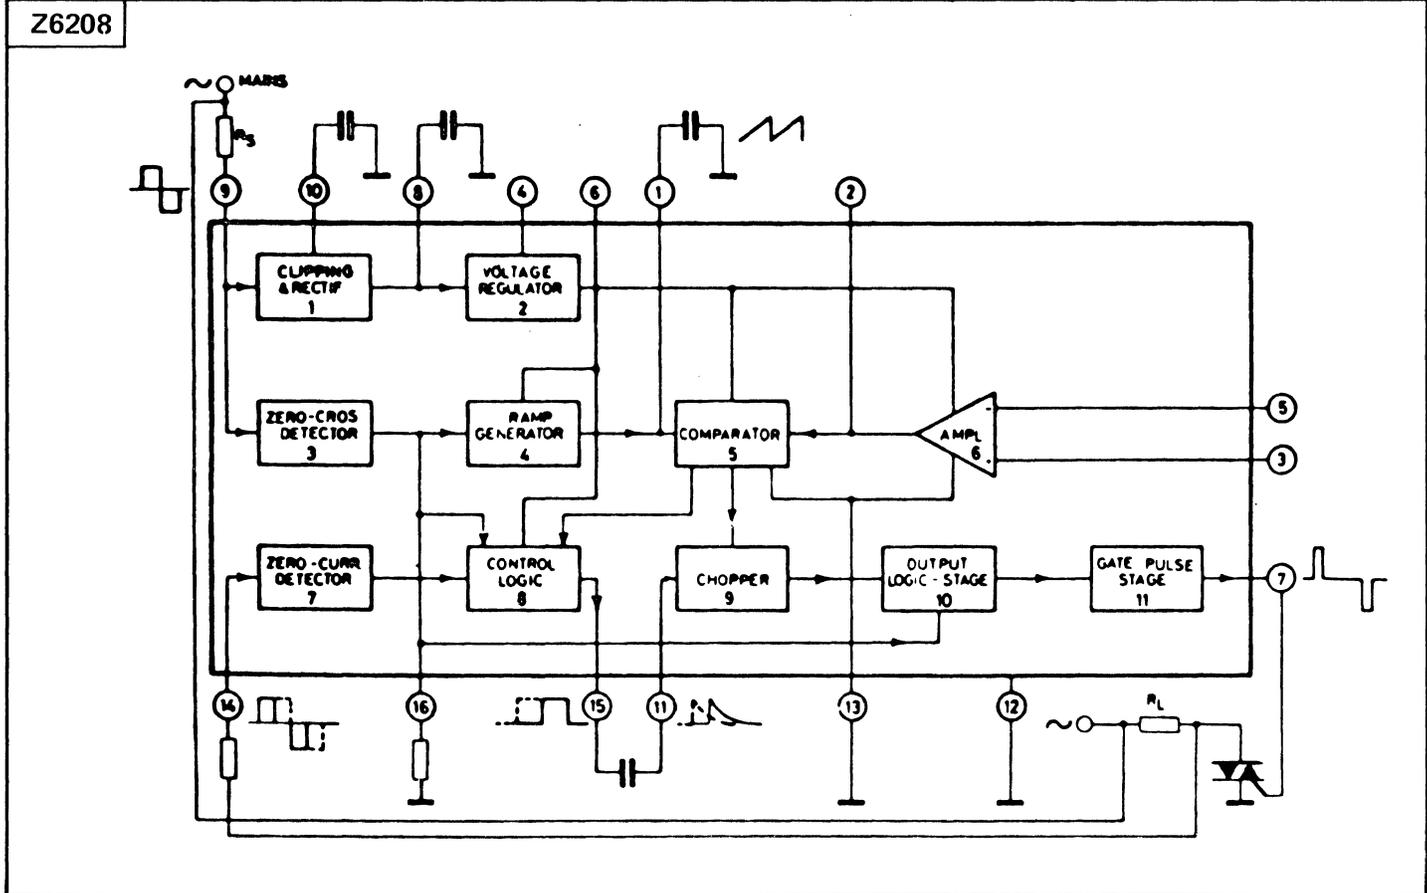 Z6208
~ MAINS
RS
9
10
8
4
6
1
2
CLIPPING
& RECTIF
1
VOLTAGE
REGULATOR
2
ZERO-CROS
DETECTOR
3
RAMP
GENERATOR
4
COMPARATOR
5
AMPL
6
-
5
3
ZERO-CURR
DETECTOR
7
CONTROL
LOGIC
8
CHOPPER
9
OUTPUT
LOGIC-STAGE
10
GATE PULSE
STAGE
11
7
14
16
15
11
13
12
~
RL